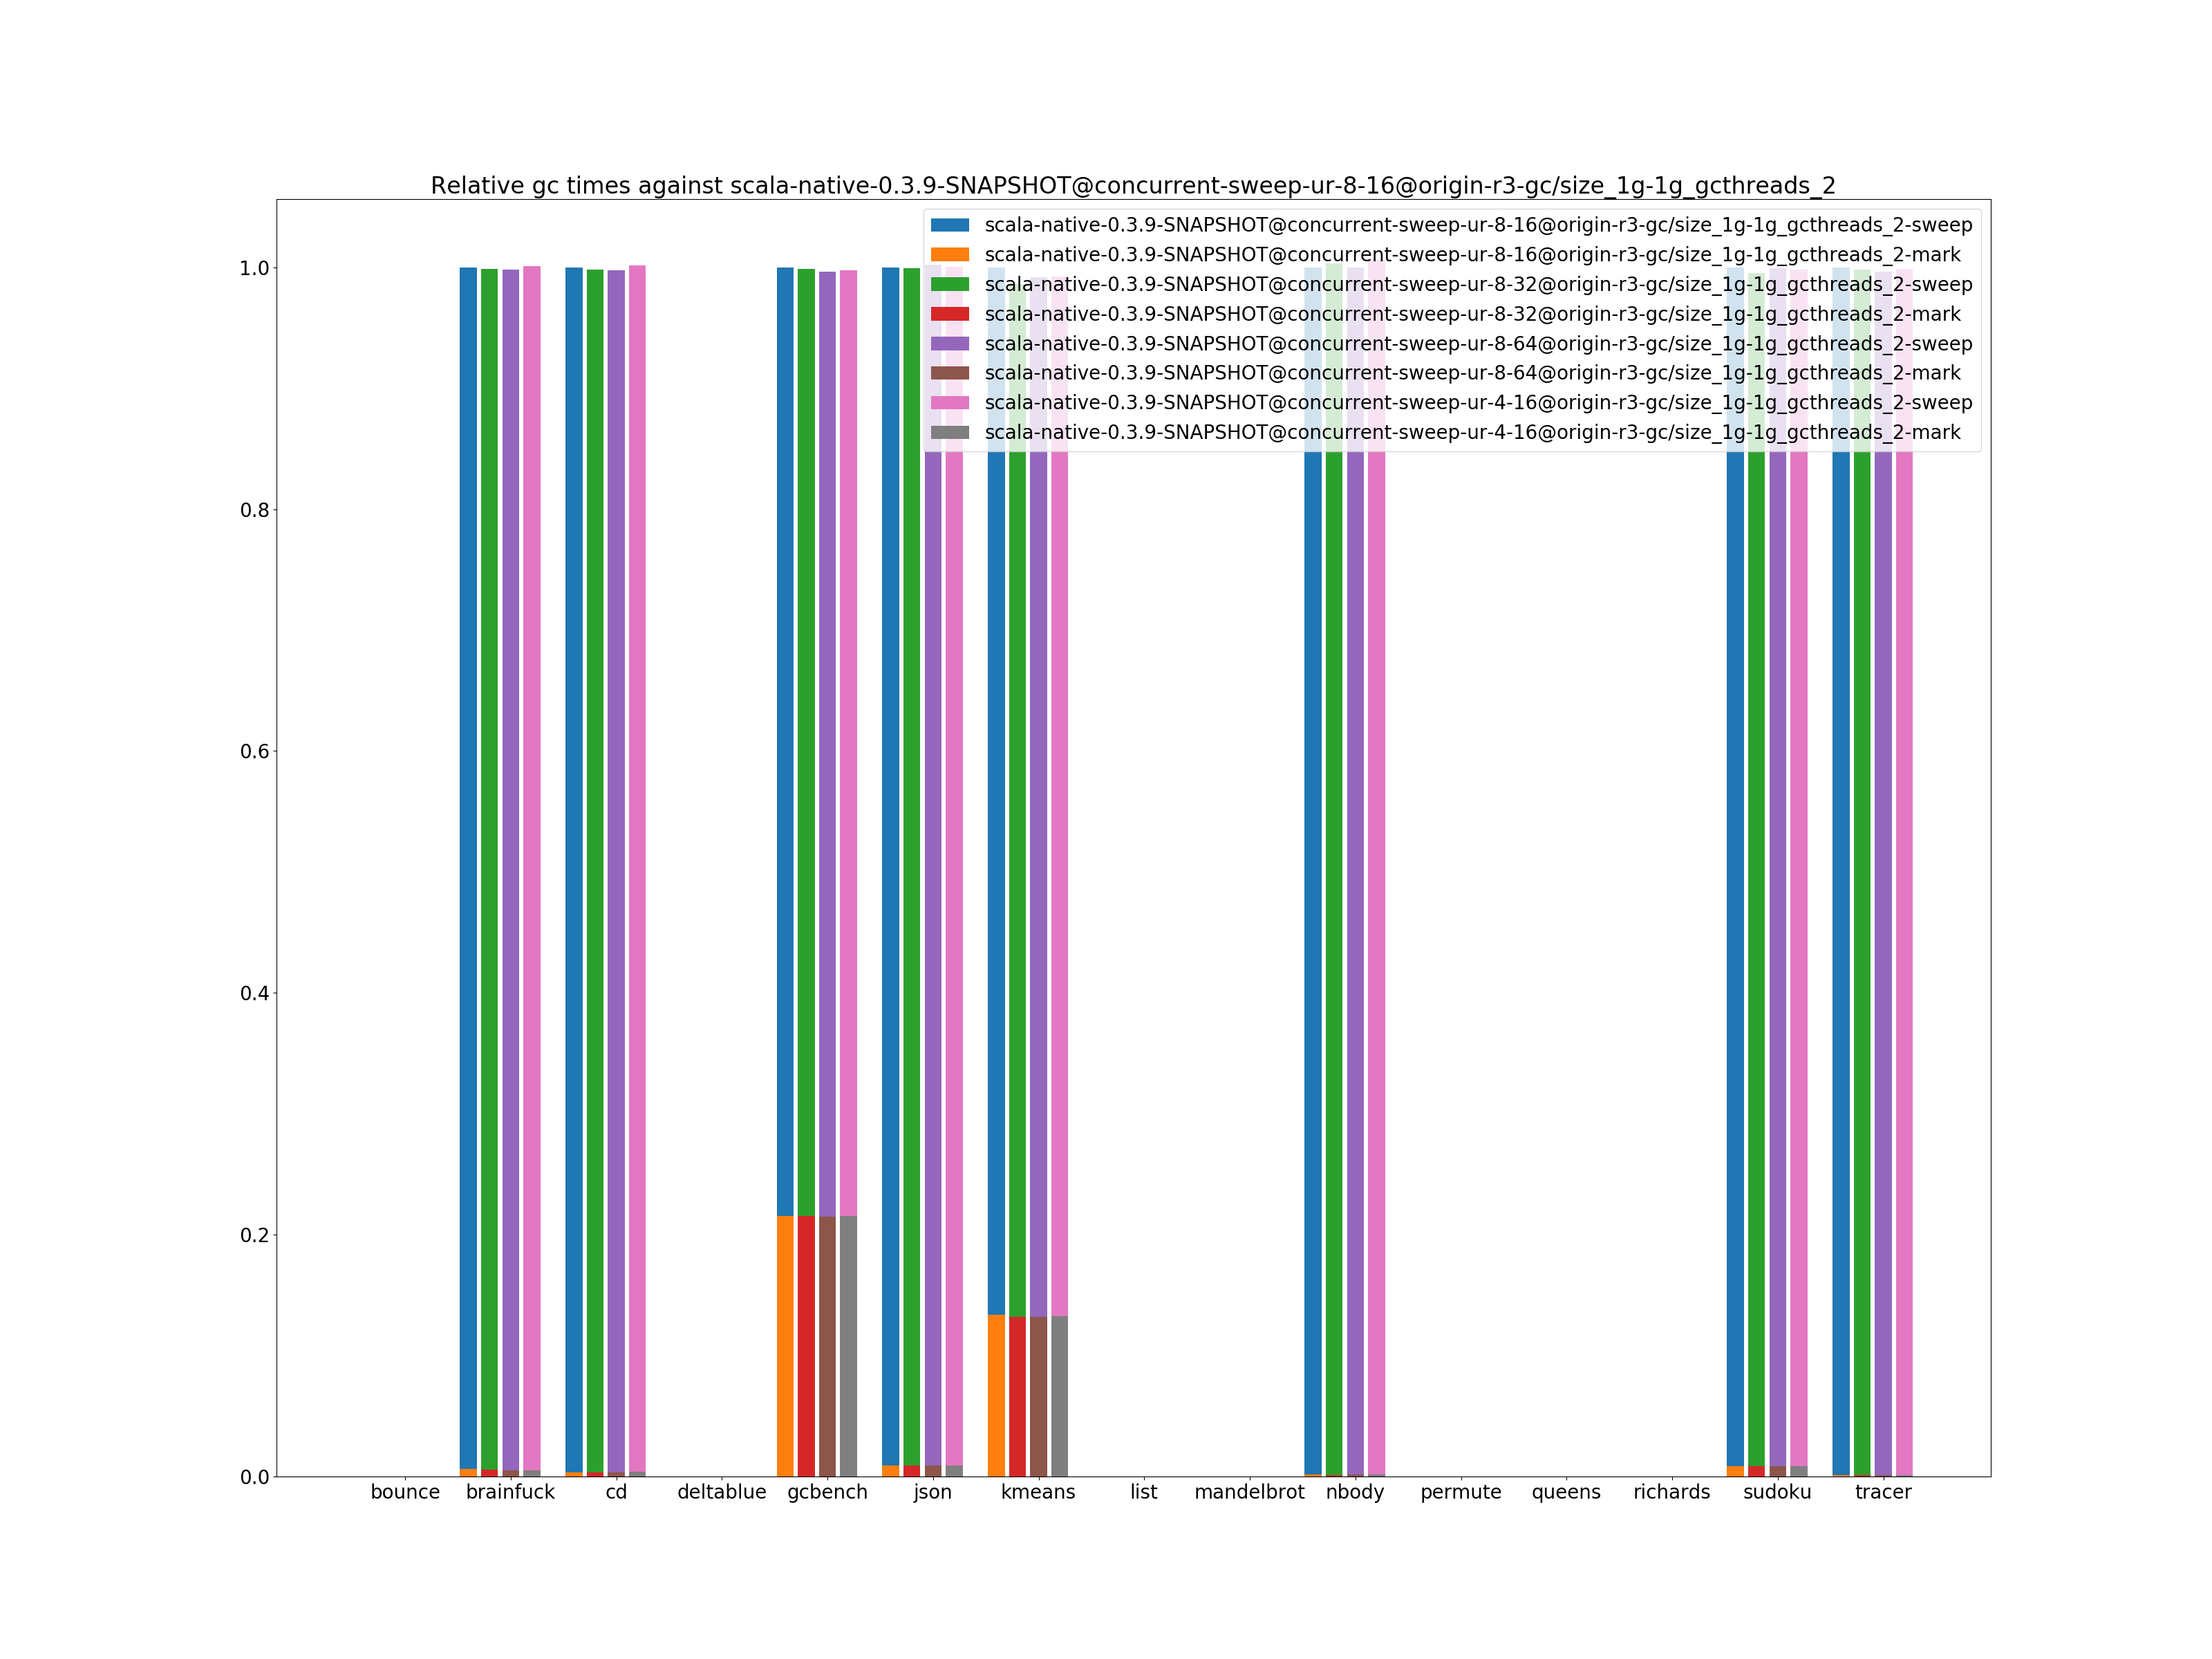 Relative gc times against scala-native-0.3.9-SNAPSHOT@concurrent-sweep-ur-8-16@origin-r3-gc/size_1g-1g_gcthreads_2
scala-native-0.3.9-SNAPSHOT@concurrent-sweep-ur-8-16@origin-r3-gc/size_1g-1g_gcthreads_2-sweep
scala-native-0.3.9-SNAPSHOT@concurrent-sweep-ur-8-16@origin-r3-gc/size_1g-1g_gcthreads_2-mark
scala-native-0.3.9-SNAPSHOT@concurrent-sweep-ur-8-32@origin-r3-gc/size_1g-1g_gcthreads_2-sweep
scala-native-0.3.9-SNAPSHOT@concurrent-sweep-ur-8-32@origin-r3-gc/size_1g-1g_gcthreads_2-mark
scala-native-0.3.9-SNAPSHOT@concurrent-sweep-ur-8-64@origin-r3-gc/size_1g-1g_gcthreads_2-sweep
scala-native-0.3.9-SNAPSHOT@concurrent-sweep-ur-8-64@origin-r3-gc/size_1g-1g_gcthreads_2-mark
scala-native-0.3.9-SNAPSHOT@concurrent-sweep-ur-4-16@origin-r3-gc/size_1g-1g_gcthreads_2-sweep
scala-native-0.3.9-SNAPSHOT@concurrent-sweep-ur-4-16@origin-r3-gc/size_1g-1g_gcthreads_2-mark
1.0
0.8
0.6
0.4
0.2
0.0
bounce brainfuck cd deltablue gcbench json kmeans list mandelbrot nbody permute queens richards sudoku tracer